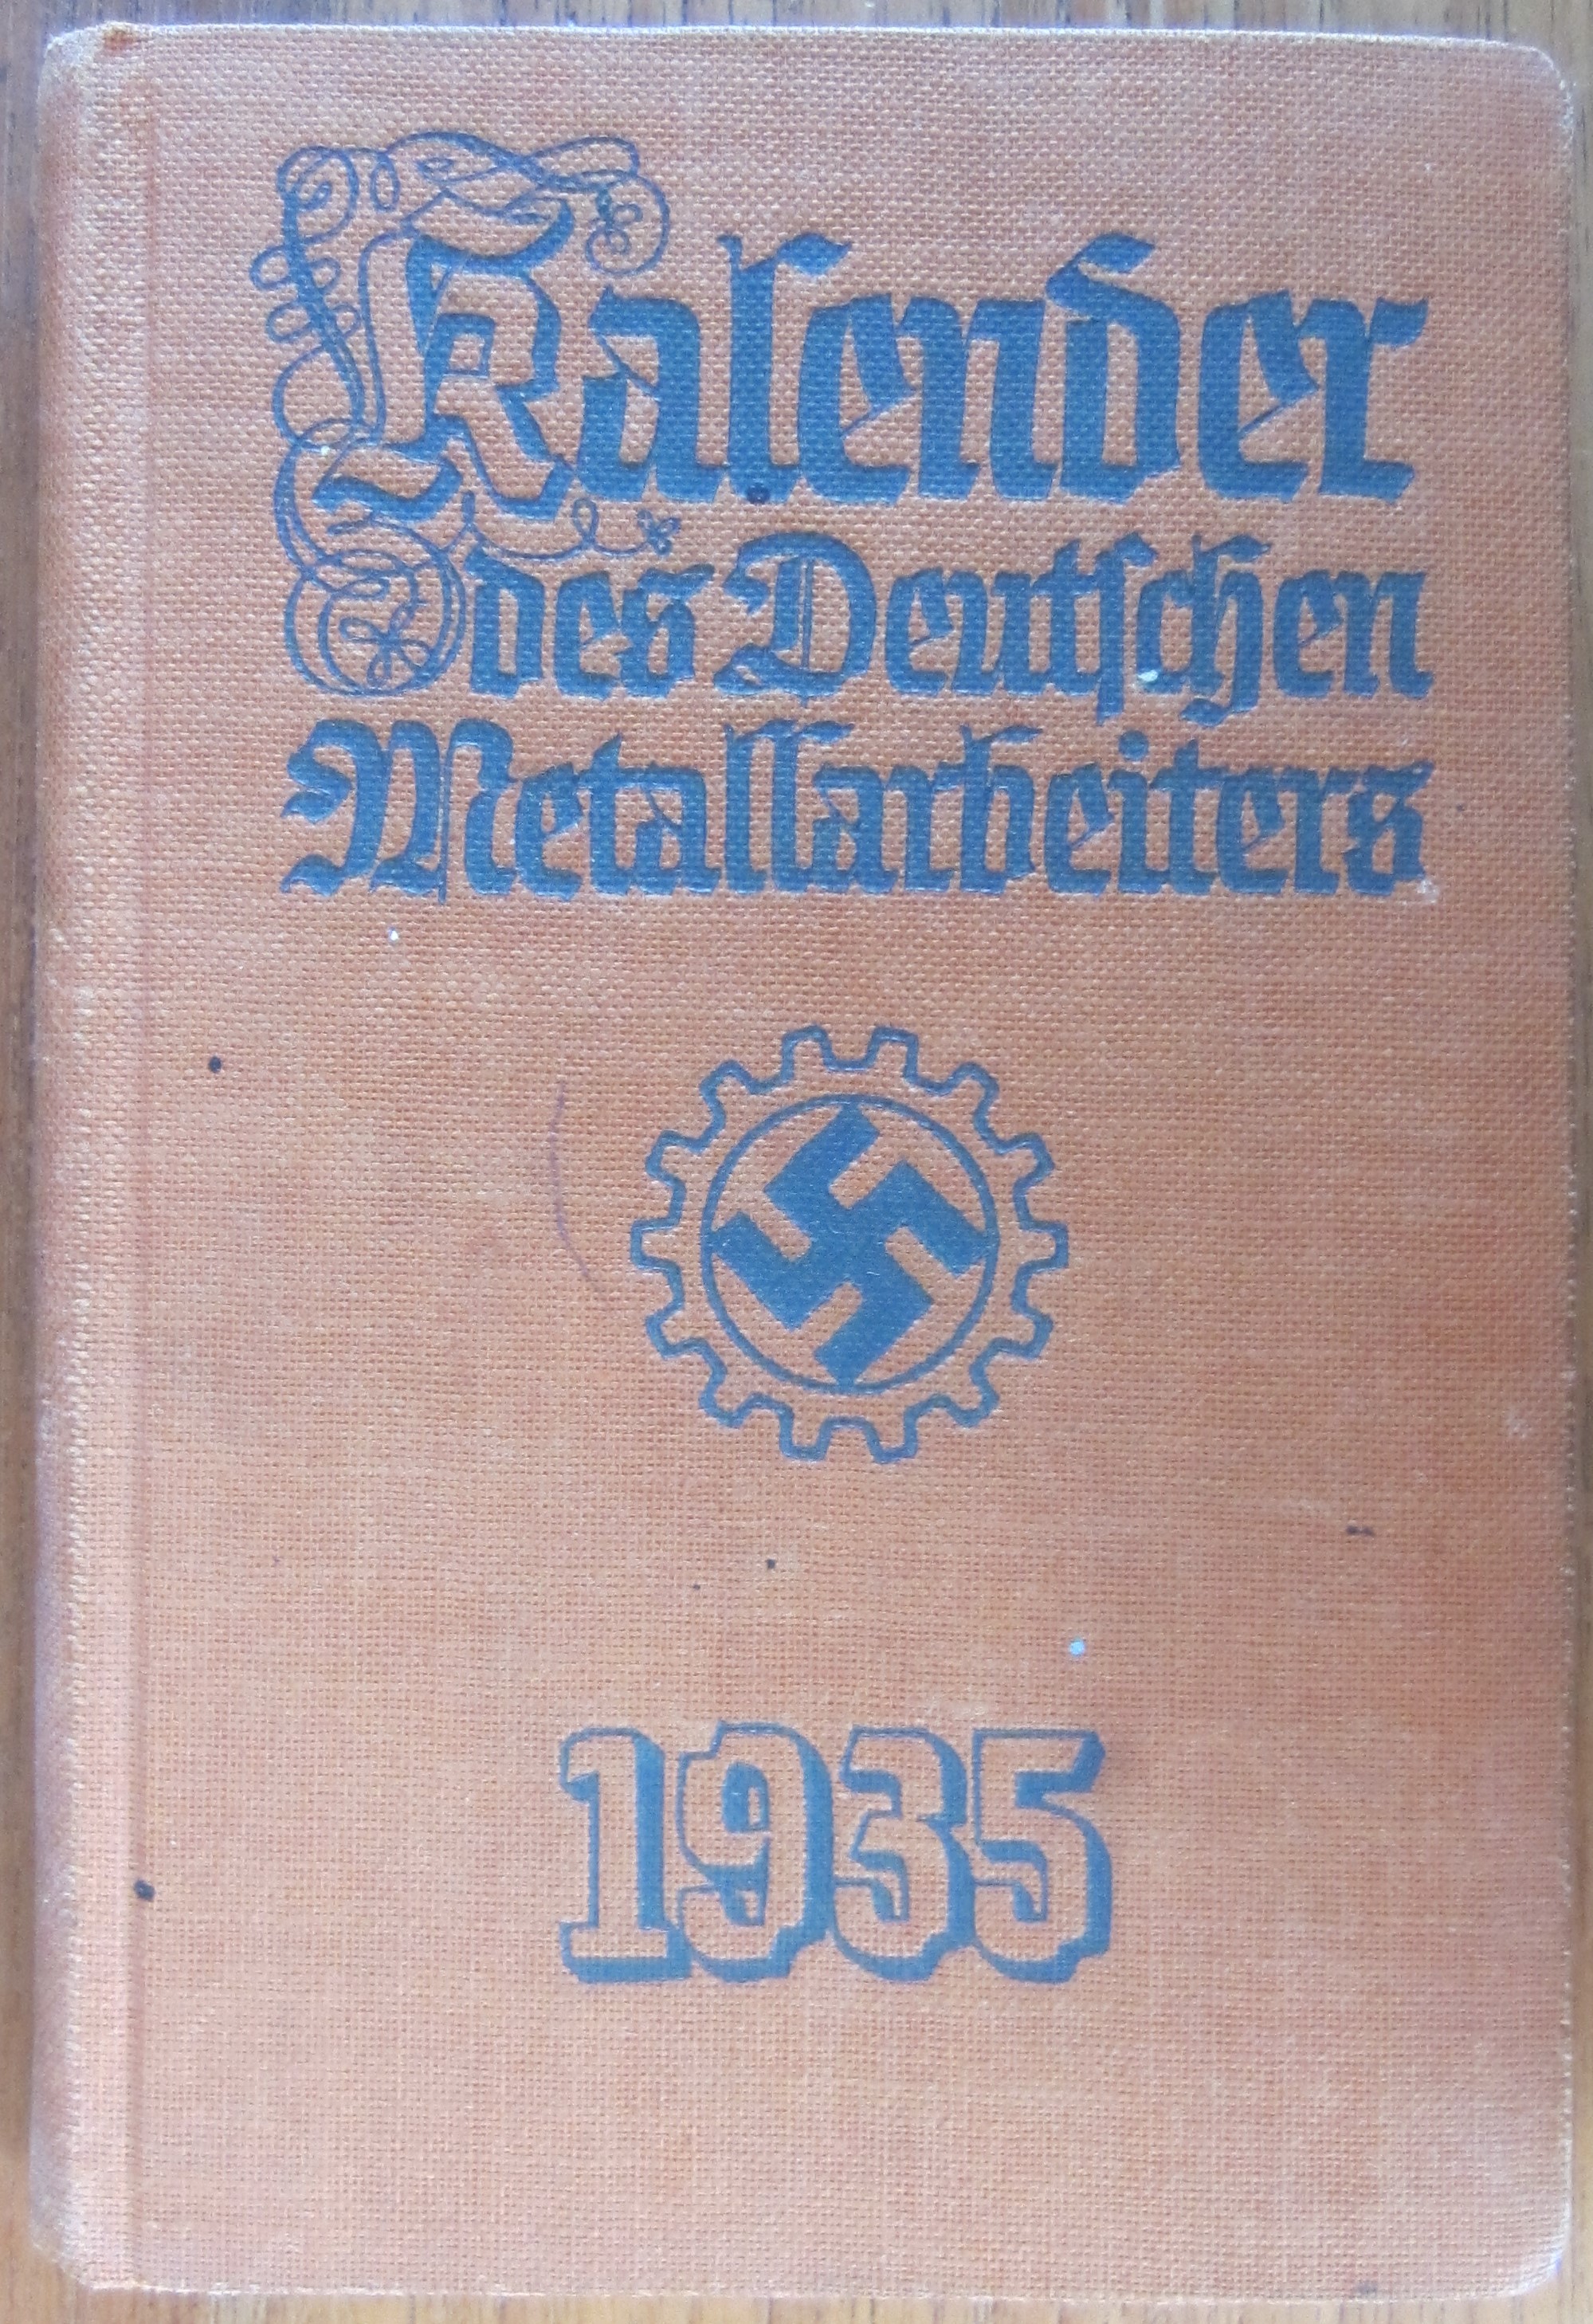 Kalender
des Deutschen
Metallarbeiters
1935